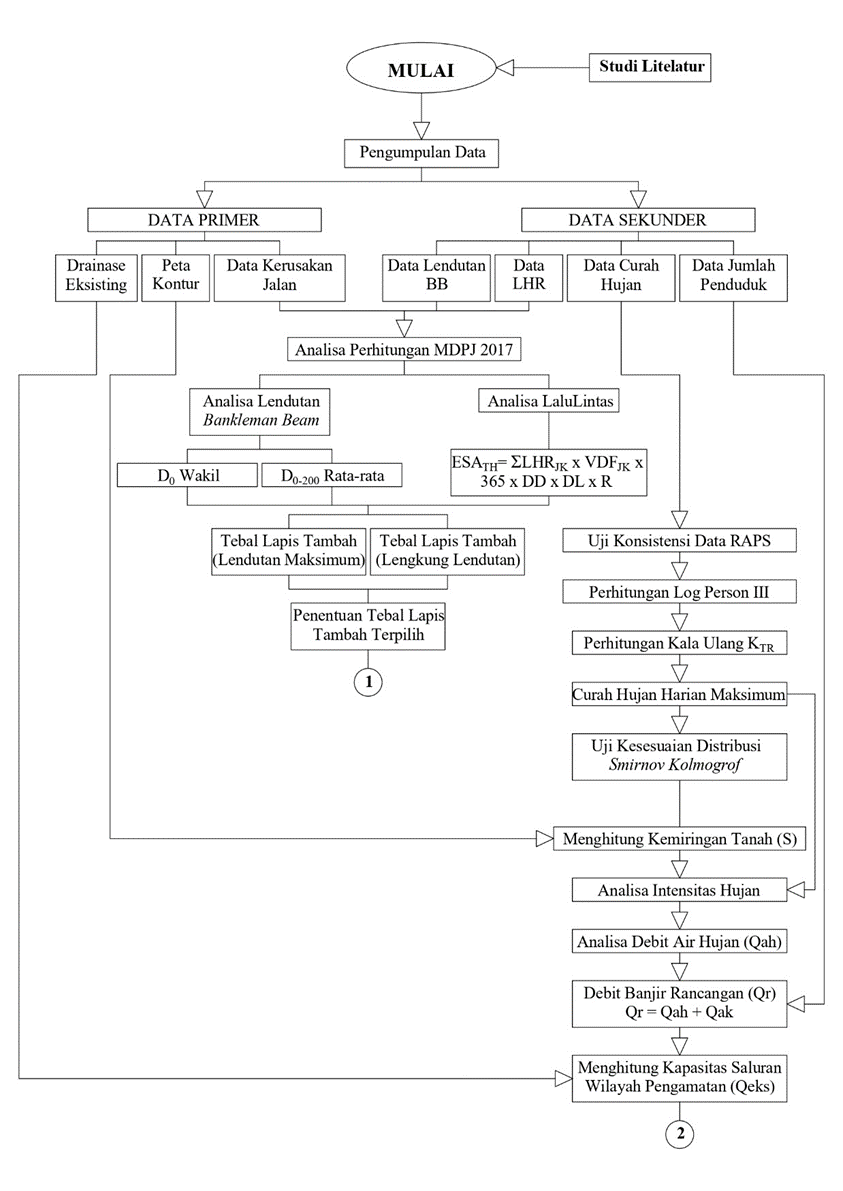 MULAI
Studi Litelatur
Pengumpulan Data
DATA PRIMER
DATA SEKUNDER
Drainase
Eksisting
Peta
Kontur
Data Kerusakan
Jalan
Data Lendutan
BB
Data
LHR
Data Curah
Hujan
Data Jumlah
Penduduk
Analisa Perhitungan MDPJ 2017
Analisa Lendutan
Bankleman Beam
Analisa LaluLintas
D0 Wakil
D0-200 Rata-rata
ESATH= ΣLHRJK x VDFJK x
365 x DD x DL x R
Tebal Lapis Tambah
(Lendutan Maksimum)
Tebal Lapis Tambah
(Lengkung Lendutan)
Penentuan Tebal Lapis
Tambah Terpilih
1
Uji Konsistensi Data RAPS
Perhitungan Log Person III
Perhitungan Kala Ulang KTR
Curah Hujan Harian Maksimum
Uji Kesesuaian Distribusi
Smirnov Kolmogrof
Menghitung Kemiringan Tanah (S)
Analisa Intensitas Hujan
Analisa Debit Air Hujan (Qah)
Debit Banjir Rancangan (Qr)
Qr = Qah + Qak
Menghitung Kapasitas Saluran
Wilayah Pengamatan (Qeks)
2